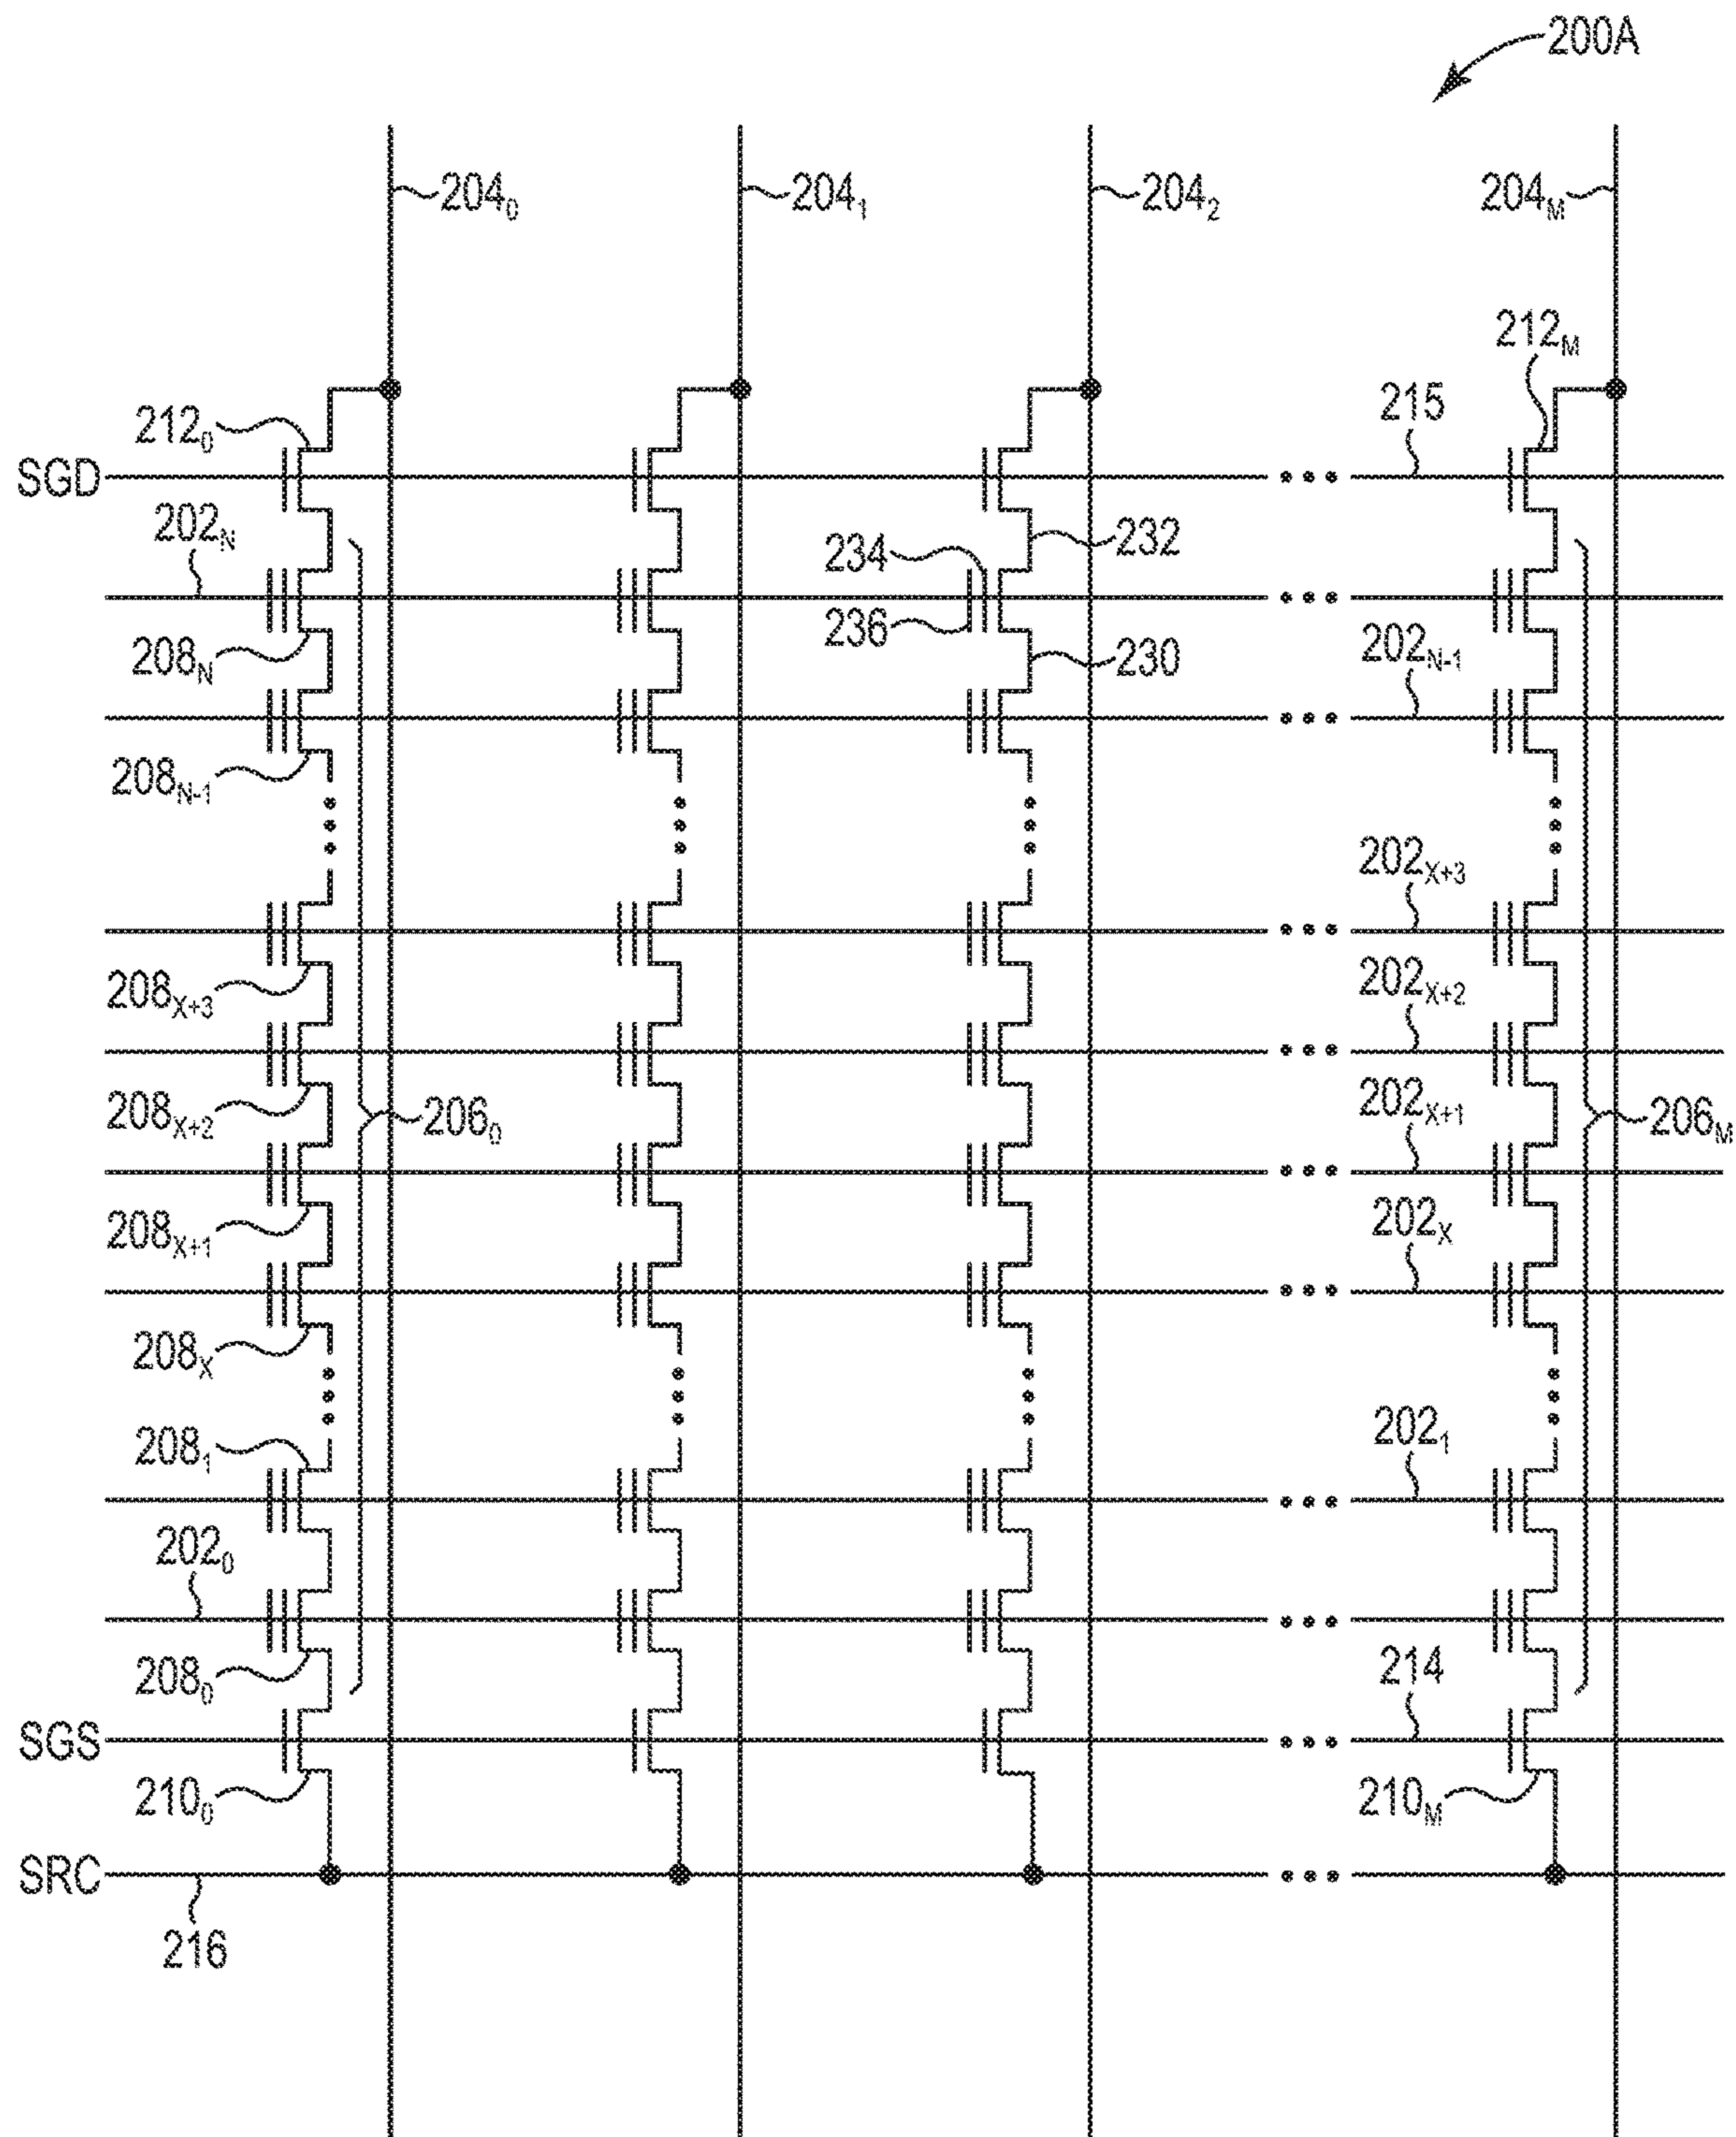 200A
204₀ 204₁ 204₂ 204M
212M
212₀ 215
SGD
202N 232
234
236
208N 230 202N-1
208N-1
202X+3
208X+3 202X+2
208X+2 206₀ 202X+1 206M
208X+1 202X
208X
208₁ 202₁
202₀
208₀ 214
SGS
210₀ 210M
SRC
216